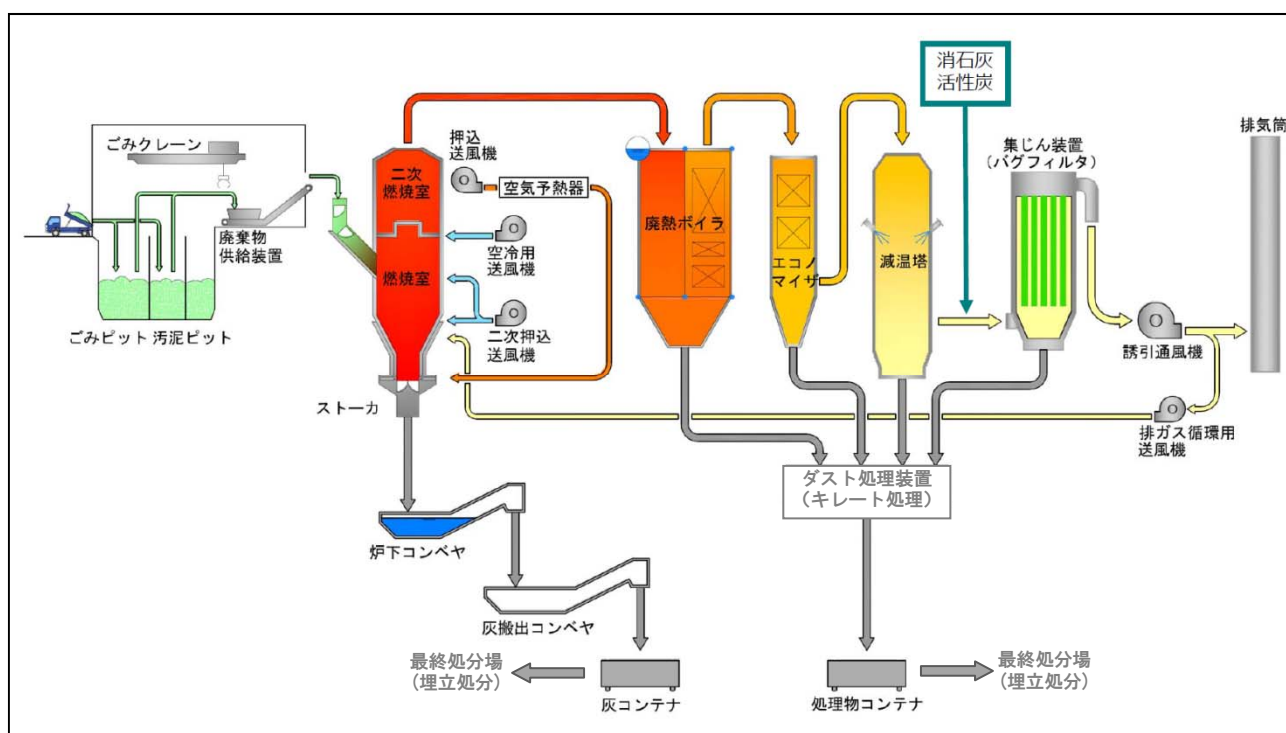 消石灰
活性炭
排気筒
ごみクレーン
押込
送風機
集じん装置
(バグフィルタ)
二次
燃焼室
空気予熱器
廃熱ボイラ
廃棄物
供給装置
空冷用
送風機
エコノ
マイザ
減温塔
燃焼室
ごみピット 汚泥ピット
二次押込
送風機
誘引通風機
ストーカ
排ガス循環用
送風機
ダスト処理装置
(キレート処理)
炉下コンベヤ
灰搬出コンベヤ
最終処分場
(埋立処分)
最終処分場
(埋立処分)
灰コンテナ
処理物コンテナ